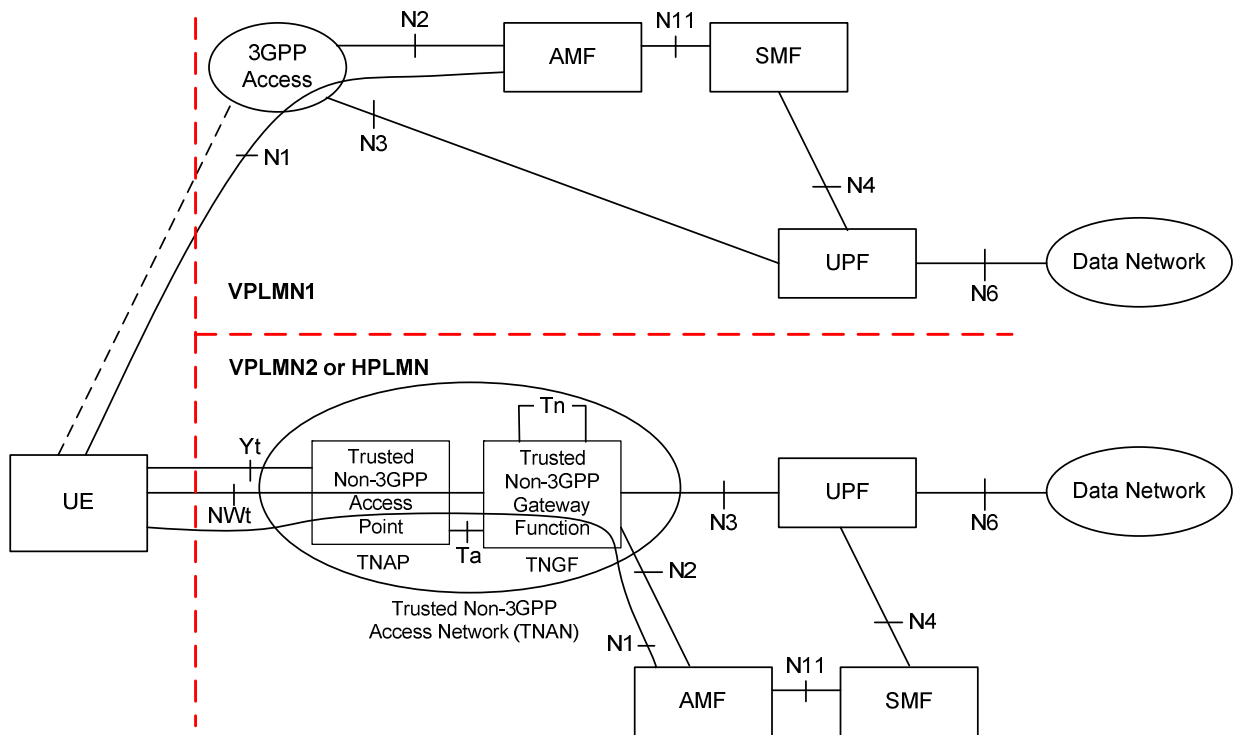 N2
N11
3GPP
Access
AMF
SMF
N3
N1
N4
UPF
Data Network
N6
VPLMN1
VPLMN2 or HPLMN
Tn
Yt
Trusted
Non-3GPP
Access
Point
Trusted
Non-3GPP
Gateway
Function
UE
NWt
UPF
Data Network
N3
N6
Ta
TNAP
TNGF
N2
Trusted Non-3GPP
Access Network (TNAN)
N4
N1
N11
AMF
SMF